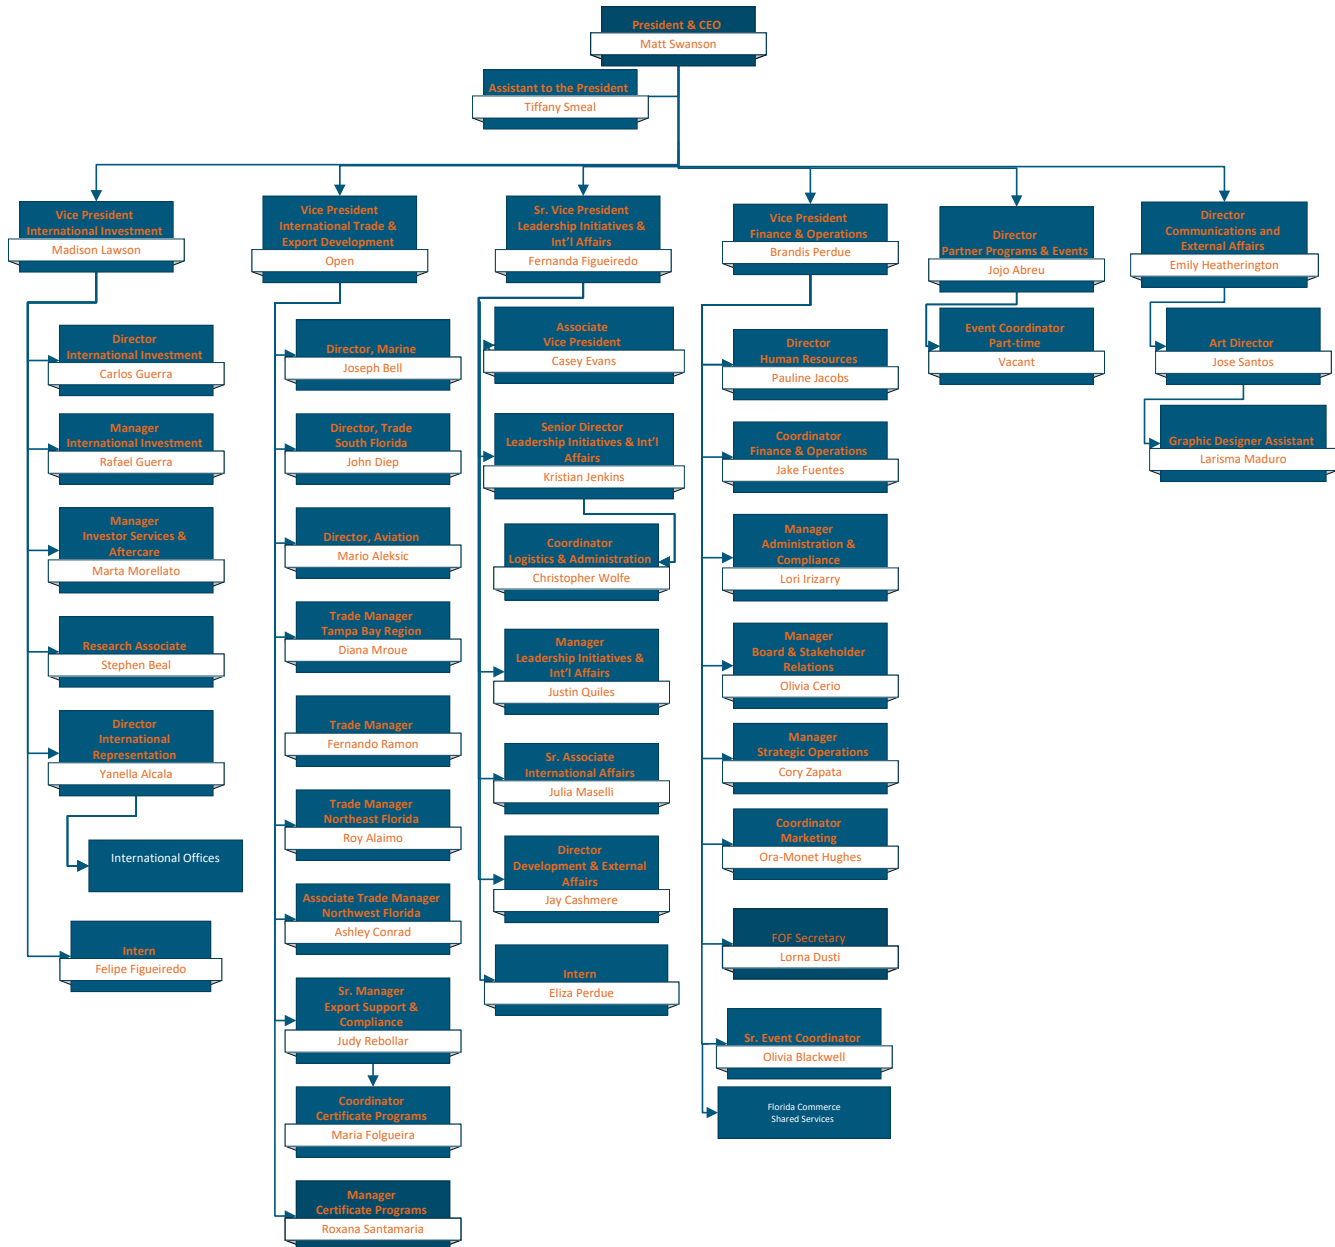 President & CEO
Matt Swanson
Assistant to the President
Tiffany Smeal
Vice President
International Investment
Madison Lawson
Director
International Investment
Carlos Guerra
Manager
International Investment
Rafael Guerra
Manager
Investor Services &
Aftercare
Marta Morellato
Research Associate
Stephen Beal
Director
International
Representation
Yanella Alcala
International Offices
Intern
Felipe Figueiredo
Vice President
International Trade &
Export Development
Open
Director, Marine
Joseph Bell
Director, Trade
South Florida
John Diep
Director, Aviation
Mario Aleksic
Trade Manager
Tampa Bay Region
Diana Mroue
Trade Manager
Fernando Ramon
Trade Manager
Northeast Florida
Roy Alaimo
Associate Trade Manager
Northwest Florida
Ashley Conrad
Sr. Manager
Export Support &
Compliance
Judy Rebollar
Coordinator
Certificate Programs
Maria Folgueira
Manager
Certificate Programs
Roxana Santamaria
Sr. Vice President
Leadership Initiatives &
Int'l Affairs
Fernanda Figueiredo
Associate
Vice President
Casey Evans
Senior Director
Leadership Initiatives & Int'l
Affairs
Kristian Jenkins
Coordinator
Logistics & Administration
Christopher Wolfe
Manager
Leadership Initiatives &
Int'l Affairs
Justin Quiles
Sr. Associate
International Affairs
Julia Maselli
Director
Development & External
Affairs
Jay Cashmere
Intern
Eliza Perdue
Vice President
Finance & Operations
Brandis Perdue
Director
Human Resources
Pauline Jacobs
Coordinator
Finance & Operations
Jake Fuentes
Manager
Administration &
Compliance
Lori Irizarry
Manager
Board & Stakeholder
Relations
Olivia Cerio
Manager
Strategic Operations
Cory Zapata
Coordinator
Marketing
Ora-Monet Hughes
FOF Secretary
Lorna Dusti
Sr. Event Coordinator
Olivia Blackwell
Florida Commerce
Shared Services
Director
Partner Programs & Events
Jojo Abreu
Event Coordinator
Part-time
Vacant
Director
Communications and
External Affairs
Emily Heatherington
Art Director
Jose Santos
Graphic Designer Assistant
Larisma Maduro